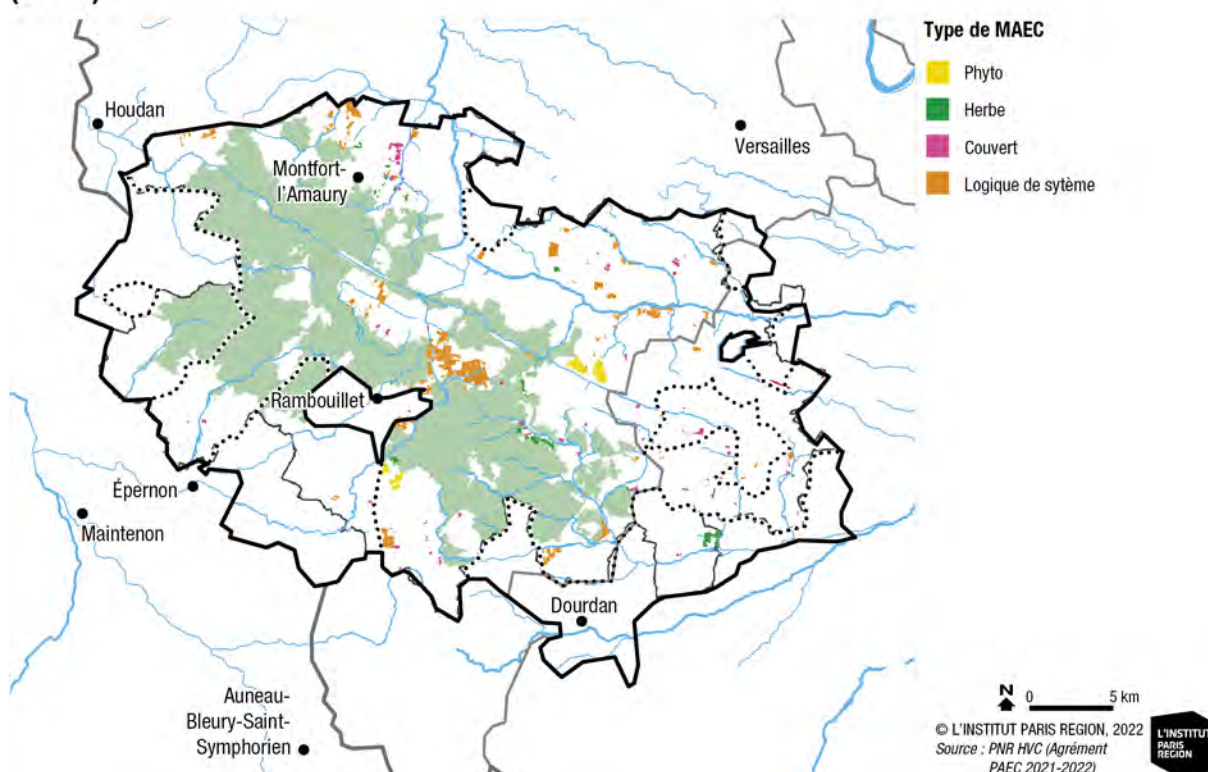 Type de MAEC
Phyto
Herbe
Couvert
Logique de sytème
Houdan
Versailles
Montfort-
l'Amaury
Rambouillet
Épernon
Maintenon
Dourdan
Auneau-
Bleury-Saint-
Symphorien
N
0 5 km
© L'INSTITUT PARIS REGION, 2022
Source : PNR HVC (Agrément
PAEC 2021-2022)
L'INSTITUT
PARIS
REGION